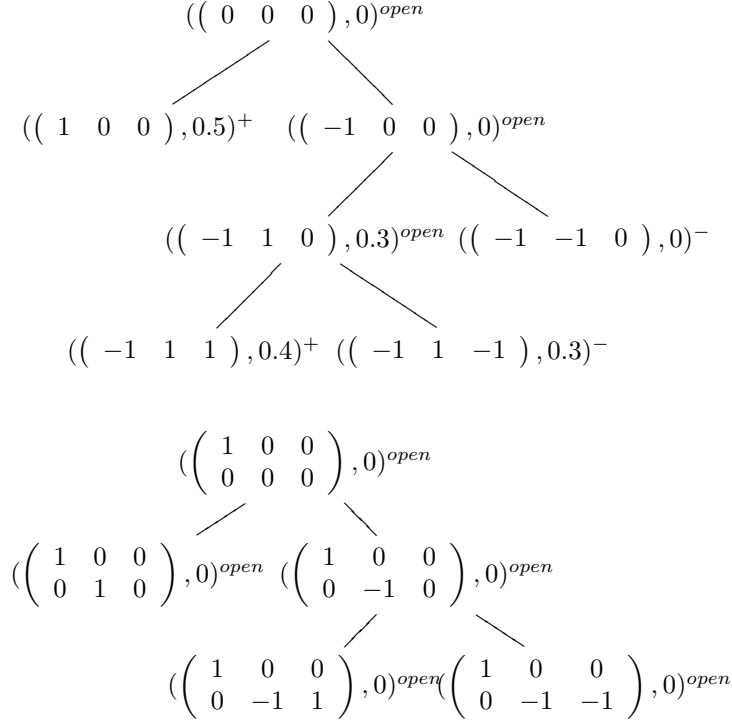 (( 0 0 0 ), 0)^{open}
(( 1 0 0 ), 0.5)^+ (( −1 0 0 ), 0)^{open}
(( −1 1 0 ), 0.3)^{open} (( −1 −1 0 ), 0)^−
(( −1 1 1 ), 0.4)^+ (( −1 1 −1 ), 0.3)^−
(( 1 0 0
0 0 0 ), 0)^{open}
(( 1 0 0 (( 1 0 0
0 1 0 ), 0)^{open} 0 −1 0 ), 0)^{open}
(( 1 0 0 (( 1 0 0
0 −1 1 ), 0)^{open} 0 −1 −1 ), 0)^{open}